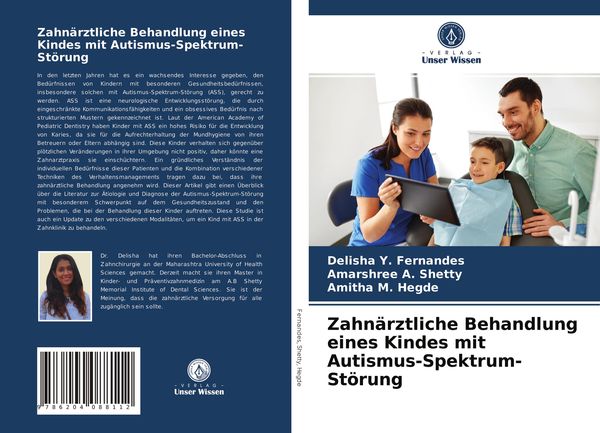 Zahnärztliche Behandlung eines
Kindes mit Autismus-Spektrum-
Störung
In den letzten Jahren hat es ein wachsendes Interesse gegeben, den
Bedürfnissen von Kindern mit besonderen Gesundheitsbedürfnissen,
insbesondere solchen mit Autismus-Spektrum-Störung (ASS), gerecht zu
werden. ASS ist eine neurologische Entwicklungsstörung, die durch
eingeschränkte Kommunikationsfähigkeiten und ein obsessives Bedürfnis nach
strukturierten Mustern gekennzeichnet ist. Laut der American Academy of
Pediatric Dentistry haben Kinder mit ASS ein hohes Risiko für die Entwicklung
von Karies, da sie für die Aufrechterhaltung der Mundhygiene von ihren
Betreuern oder Eltern abhängig sind. Diese Kinder verhalten sich gegenüber
plötzlichen Veränderungen in ihrer Umgebung nicht positiv, daher könnte eine
Zahnarztpraxis sie einschüchtern. Ein gründliches Verständnis der
individuellen Bedürfnisse dieser Patienten und die Kombination verschiedener
Techniken des Verhaltensmanagements tragen dazu bei, dass ihre
zahnärztliche Behandlung angenehm wird. Dieser Artikel gibt einen Überblick
über die Literatur zur Ätiologie und Diagnose der Autismus-Spektrum-Störung
mit besonderem Schwerpunkt auf dem Gesundheitszustand und den
Problemen, die bei der Behandlung dieser Kinder auftreten. Diese Studie ist
auch ein Update zu den verschiedenen Modalitäten, um ein Kind mit ASS in der
Zahnklinik zu behandeln.
Dr. Delisha hat ihren Bachelor-Abschluss in
Zahnchirurgie an der Maharashtra University of Health
Sciences gemacht. Derzeit macht sie ihren Master in
Kinder- und Präventivzahnmedizin am A.B Shetty
Memorial Institute of Dental Sciences. Sie ist der
Meinung, dass die zahnärztliche Versorgung für alle
zugänglich sein sollte.
9 786204 088112
VERLAG
Unser Wissen
Fernandes, Shetty, Hegde
VERLAG
Unser Wissen
Delisha Y. Fernandes
Amarshree A. Shetty
Amitha M. Hegde
Zahnärztliche Behandlung
eines Kindes mit
Autismus-Spektrum-
Störung